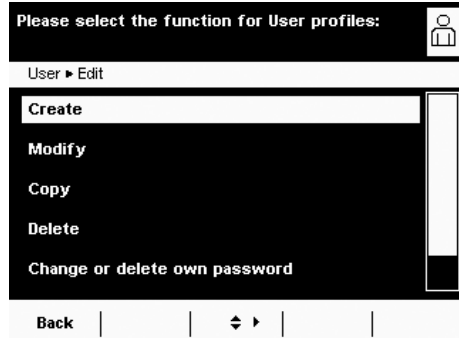 Please select the function for User profiles:
User ▸ Edit
Create
Modify
Copy
Delete
Change or delete own password
Back